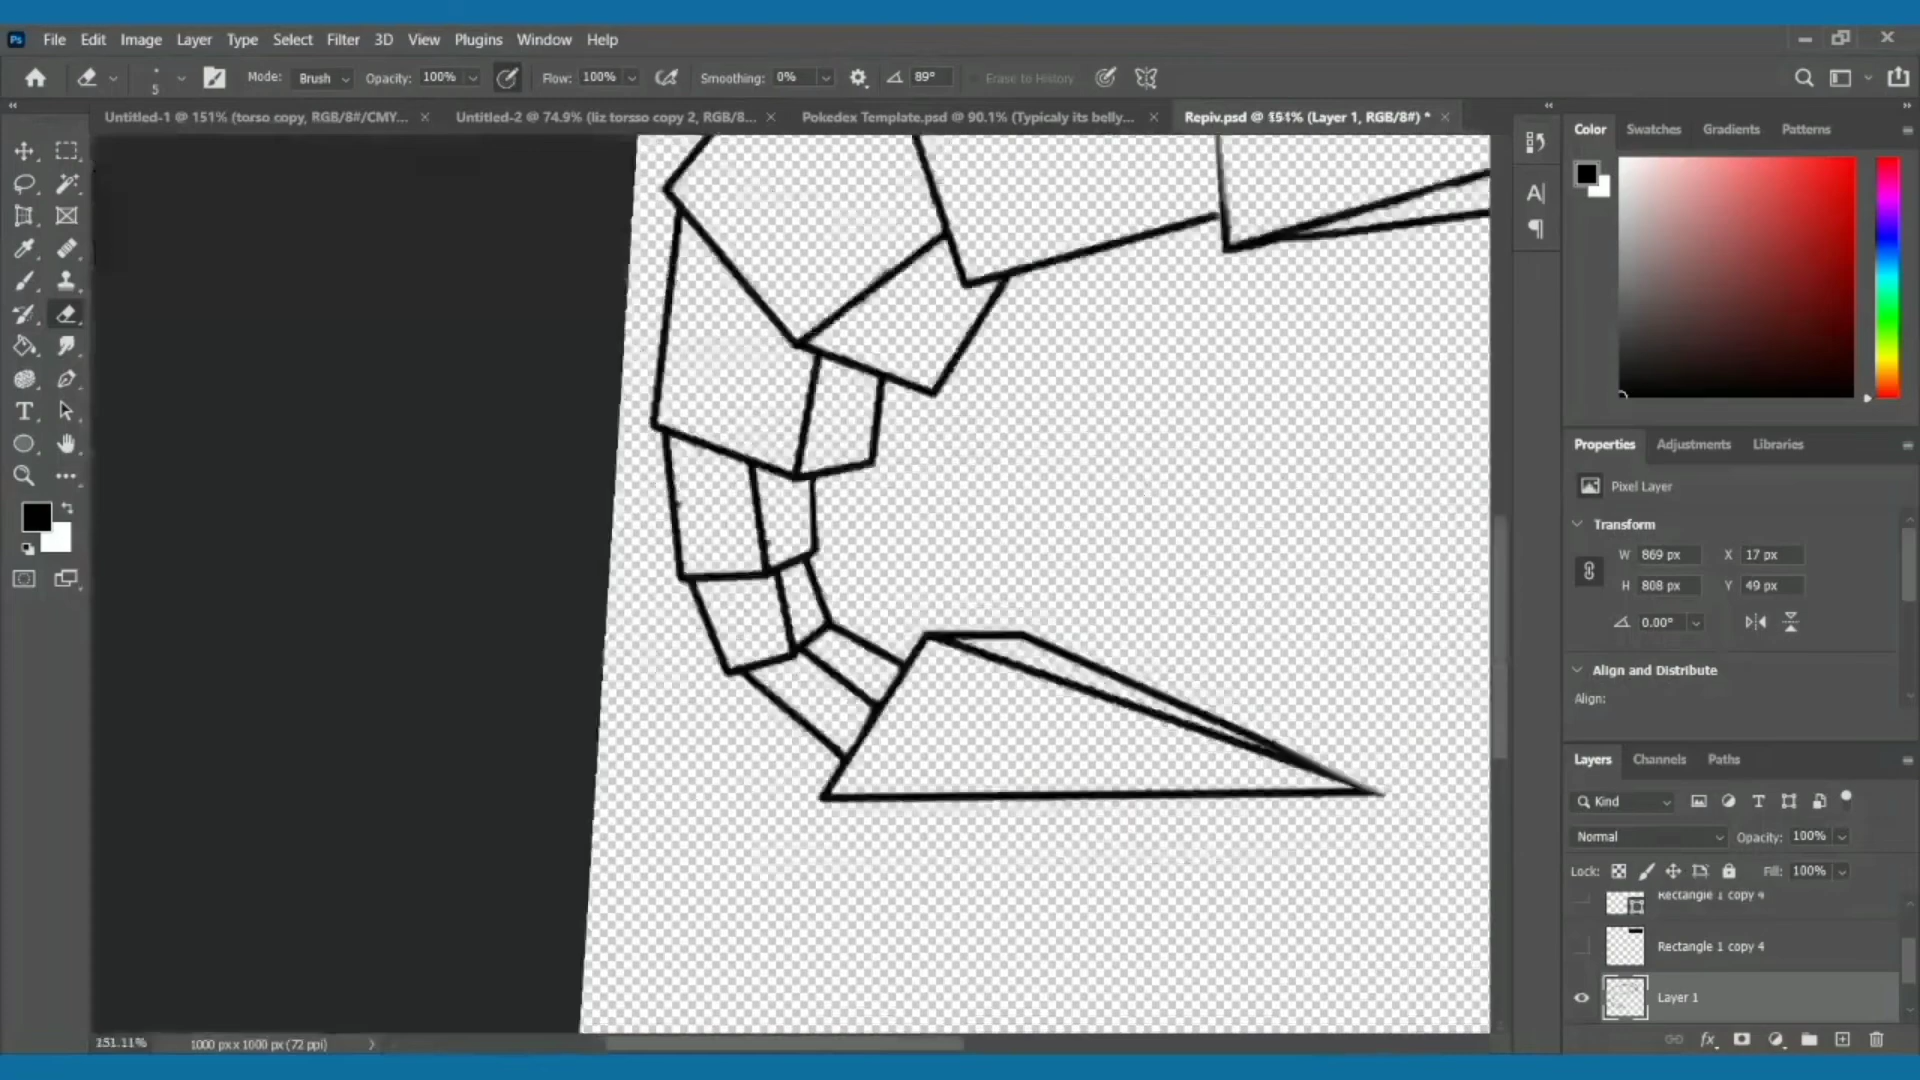 Ps File Edit Image Layer Type Select Filter 3D View Plugins Window Help
5 Mode: Brush Opacity: 100% Flow: 100% Smoothing: 0% 89° Erase to History
Untitled-1 @ 151% (torso copy, RGB/8#/CMY... Untitled-2 @ 74.9% (liz torsso copy 2, RGB/8... Pokedex Template.psd @ 90.1% (Typicaly its belly... Repiv.psd @ 151% (Layer 1, RGB/8#) *
Color Swatches Gradients Patterns
Properties Adjustments Libraries
Pixel Layer
Transform
W 869 px X 17 px
H 808 px Y 49 px
0.00°
Align and Distribute
Align:
Layers Channels Paths
Kind
Normal Opacity: 100%
Lock: Fill: 100%
Rectangle 1 copy 4
Rectangle 1 copy 4
Layer 1
151.11% 1000 px x 1000 px (72 ppi)